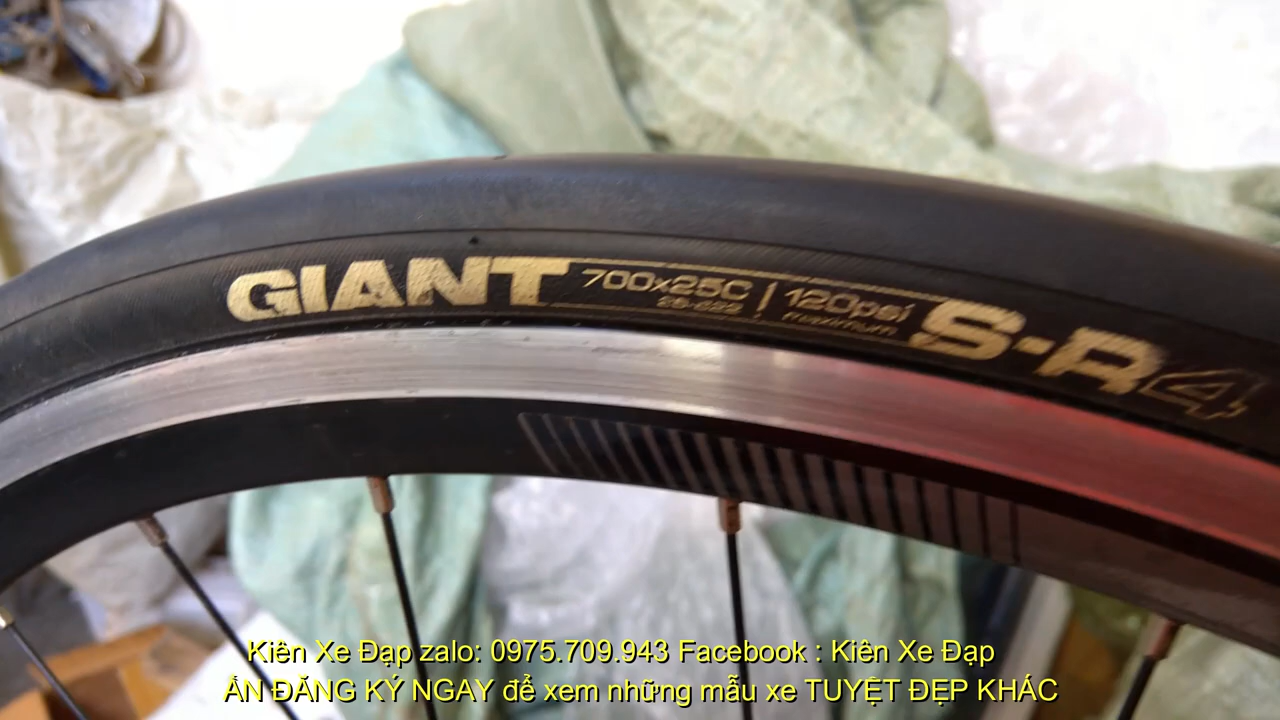 GIANT 700x25C | 120psi S-R4
25-622 maximum
Kiên Xe Đạp zalo: 0975.709.943 Facebook : Kiên Xe Đạp
ẤN ĐĂNG KÝ NGAY để xem những mẫu xe TUYỆT ĐẸP KHÁC